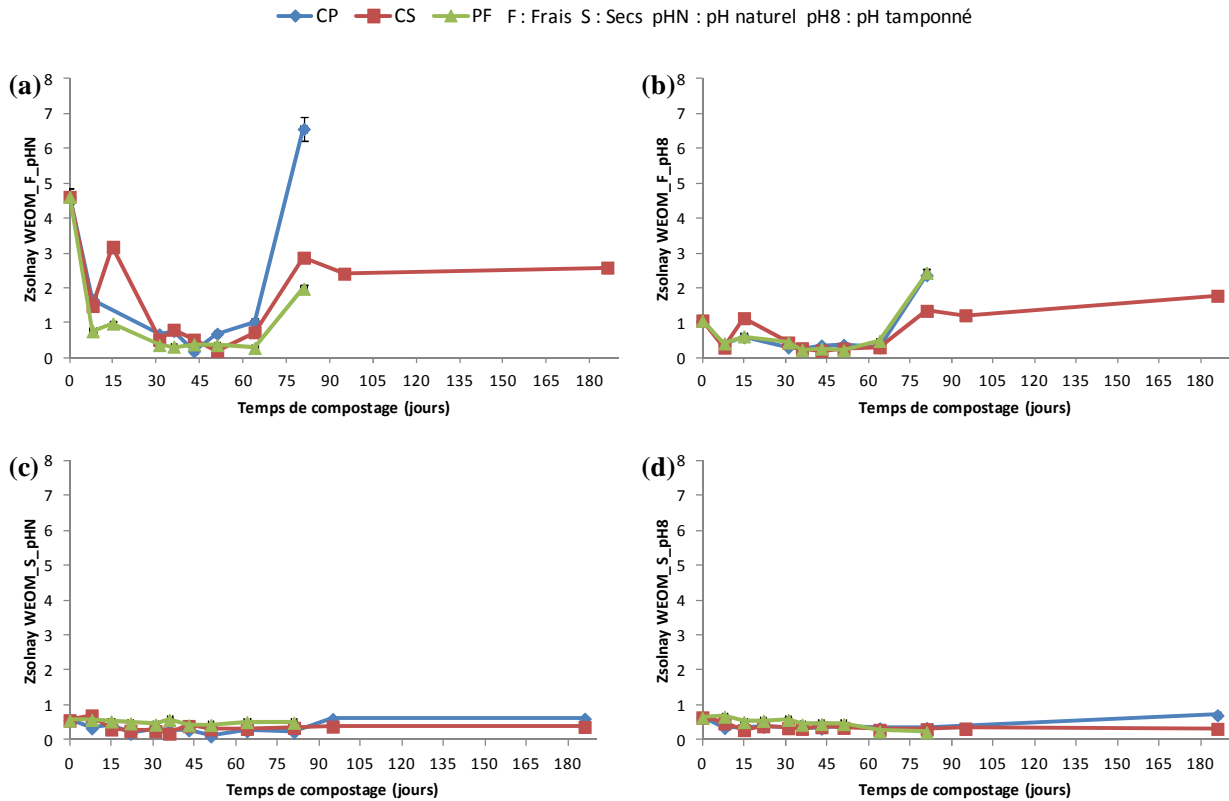 CP CS PF F : Frais S : Secs pHN : pH naturel pH8 : pH tamponné
(a)
8
7
6
5
4
3
2
1
0
Zsolnay WEOM_F_pHN
0 15 30 45 60 75 90 105 120 135 150 165 180
Temps de compostage (jours)
(b)
8
7
6
5
4
3
2
1
0
Zsolnay WEOM_F_pH8
0 15 30 45 60 75 90 105 120 135 150 165 180
Temps de compostage (jours)
(c)
8
7
6
5
4
3
2
1
0
Zsolnay WEOM_S_pHN
0 15 30 45 60 75 90 105 120 135 150 165 180
Temps de compostage (jours)
(d)
8
7
6
5
4
3
2
1
0
Zsolnay WEOM_S_pH8
0 15 30 45 60 75 90 105 120 135 150 165 180
Temps de compostage (jours)